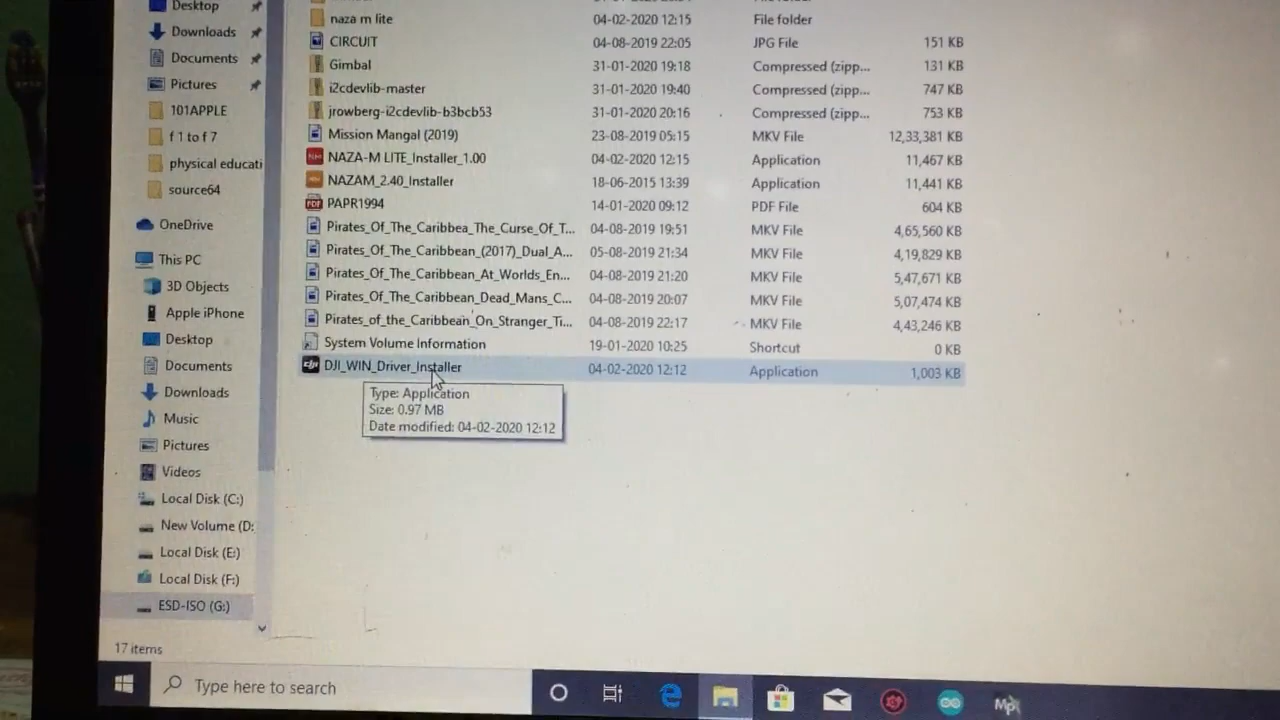 Desktop
Downloads
Documents
Pictures
101APPLE
f 1 to f 7
physical educati
source64
OneDrive
This PC
3D Objects
Apple iPhone
Desktop
Documents
Downloads
Music
Pictures
Videos
Local Disk (C:)
New Volume (D:
Local Disk (E:)
Local Disk (F:)
ESD-ISO (G:)
naza m lite 04-02-2020 12:15 File folder
CIRCUIT 04-08-2019 22:05 JPG File 151 KB
Gimbal 31-01-2020 19:18 Compressed (zipp... 131 KB
i2cdevlib-master 31-01-2020 19:40 Compressed (zipp... 747 KB
jrowberg-i2cdevlib-b3bcb53 31-01-2020 20:16 Compressed (zipp... 753 KB
Mission Mangal (2019) 23-08-2019 05:15 MKV File 12,33,381 KB
NAZA-M LITE_Installer_1.00 04-02-2020 12:15 Application 11,467 KB
NAZAM_2.40_Installer 18-06-2015 13:39 Application 11,441 KB
PAPR1994 14-01-2020 09:12 PDF File 604 KB
Pirates_Of_The_Caribbea_The_Curse_Of_T... 04-08-2019 19:51 MKV File 4,65,560 KB
Pirates_Of_The_Caribbean_(2017)_Dual_A... 05-08-2019 21:34 MKV File 4,19,829 KB
Pirates_Of_The_Caribbean_At_Worlds_En... 04-08-2019 21:20 MKV File 5,47,671 KB
Pirates_Of_The_Caribbean_Dead_Mans_C... 04-08-2019 20:07 MKV File 5,07,474 KB
Pirates_of_the_Caribbean_On_Stranger_Ti... 04-08-2019 22:17 MKV File 4,43,246 KB
System Volume Information 19-01-2020 10:25 Shortcut 0 KB
DJI_WIN_Driver_Installer 04-02-2020 12:12 Application 1,003 KB
Type: Application
Size: 0.97 MB
Date modified: 04-02-2020 12:12
17 items
Type here to search